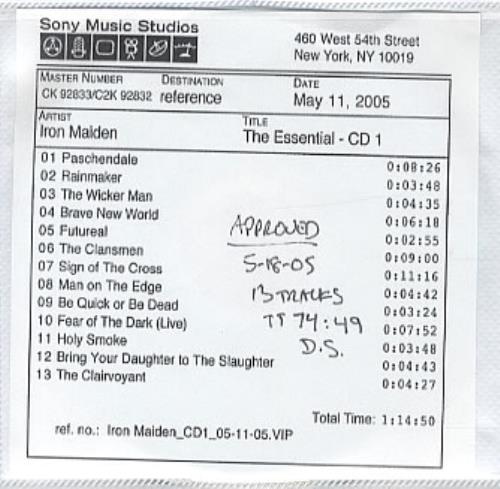 Sony Music Studios
460 West 54th Street
New York, NY 10019
MASTER NUMBER DESTINATION DATE
CK 92833/C2K 92832 reference May 11, 2005
ARTIST TITLE
Iron Maiden The Essential - CD 1
01 Paschendale 0:08:26
02 Rainmaker 0:03:48
03 The Wicker Man 0:04:35
04 Brave New World 0:06:18
05 Futureal 0:02:55
06 The Clansmen 0:09:00
07 Sign of The Cross 0:11:16
08 Man on The Edge 0:04:42
09 Be Quick or Be Dead 0:03:24
10 Fear of The Dark (Live) 0:07:52
11 Holy Smoke 0:03:48
12 Bring Your Daughter to The Slaughter 0:04:43
13 The Clairvoyant 0:04:27
APPROVED
5-18-05
13 TRACKS
TT 74:49
D.S.
Total Time: 1:14:50
ref. no.: Iron Maiden_CD1_05-11-05.VIP